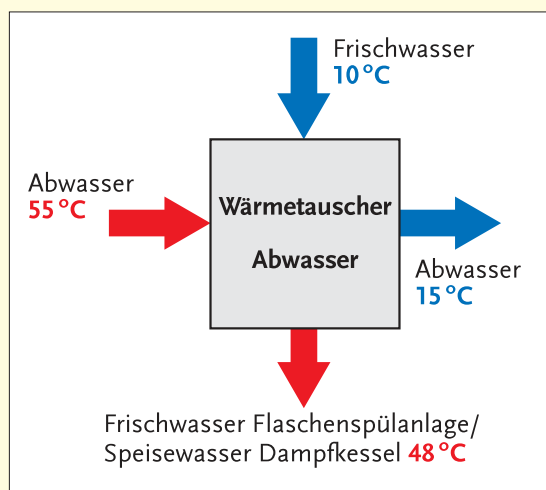 Frischwasser
10 °C
Abwasser
55 °C
Wärmetauscher
Abwasser
Abwasser
15 °C
Frischwasser Flaschenspülanlage/
Speisewasser Dampfkessel 48 °C